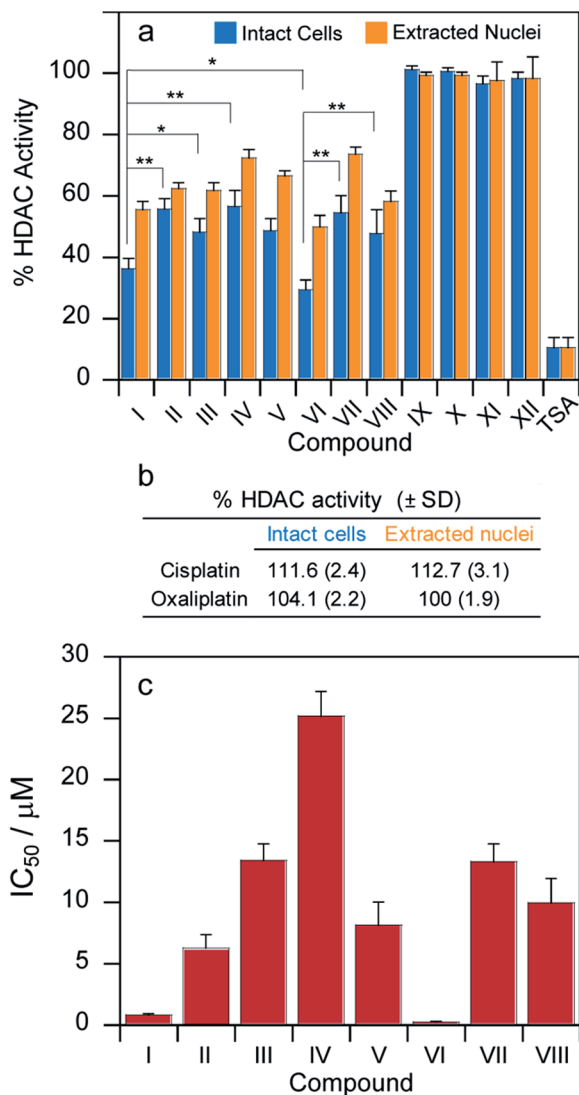 a
Intact Cells Extracted Nuclei
% HDAC Activity
100
80
60
40
20
0
*
**
*
**
**
**
I II III IV V VI VII VIII IX X XI XII TSA
Compound
b
% HDAC activity (± SD)
Intact cells Extracted nuclei
Cisplatin 111.6 (2.4) 112.7 (3.1)
Oxaliplatin 104.1 (2.2) 100 (1.9)
c
IC50 / μM
30
25
15
10
5
0
I II III IV V VI VII VIII
Compound